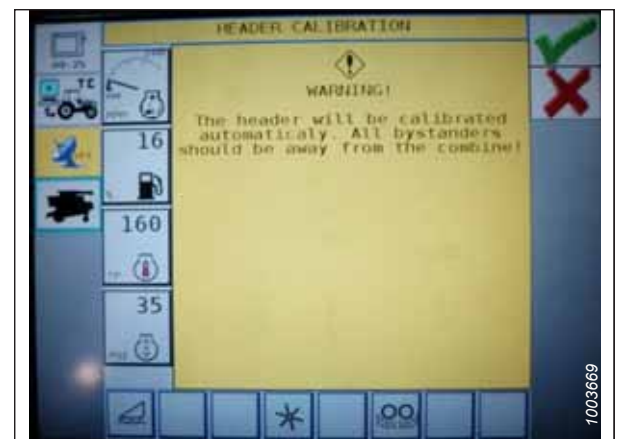 HEADER CALIBRATION
WARNING!
The header will be calibrated
automaticaly. All bystanders
should be away from the combine!
TC
16
160
35
1003669